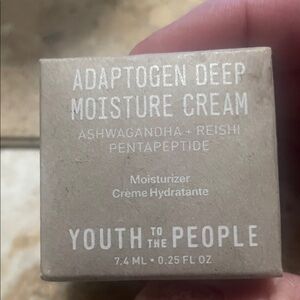 ADAPTOGEN DEEP
MOISTURE CREAM
ASHWAGANDHA + REISHI
PENTAPEPTIDE
Moisturizer
Crème Hydratante
YOUTH TO THE PEOPLE
7.4 ML • 0.25 FL OZ